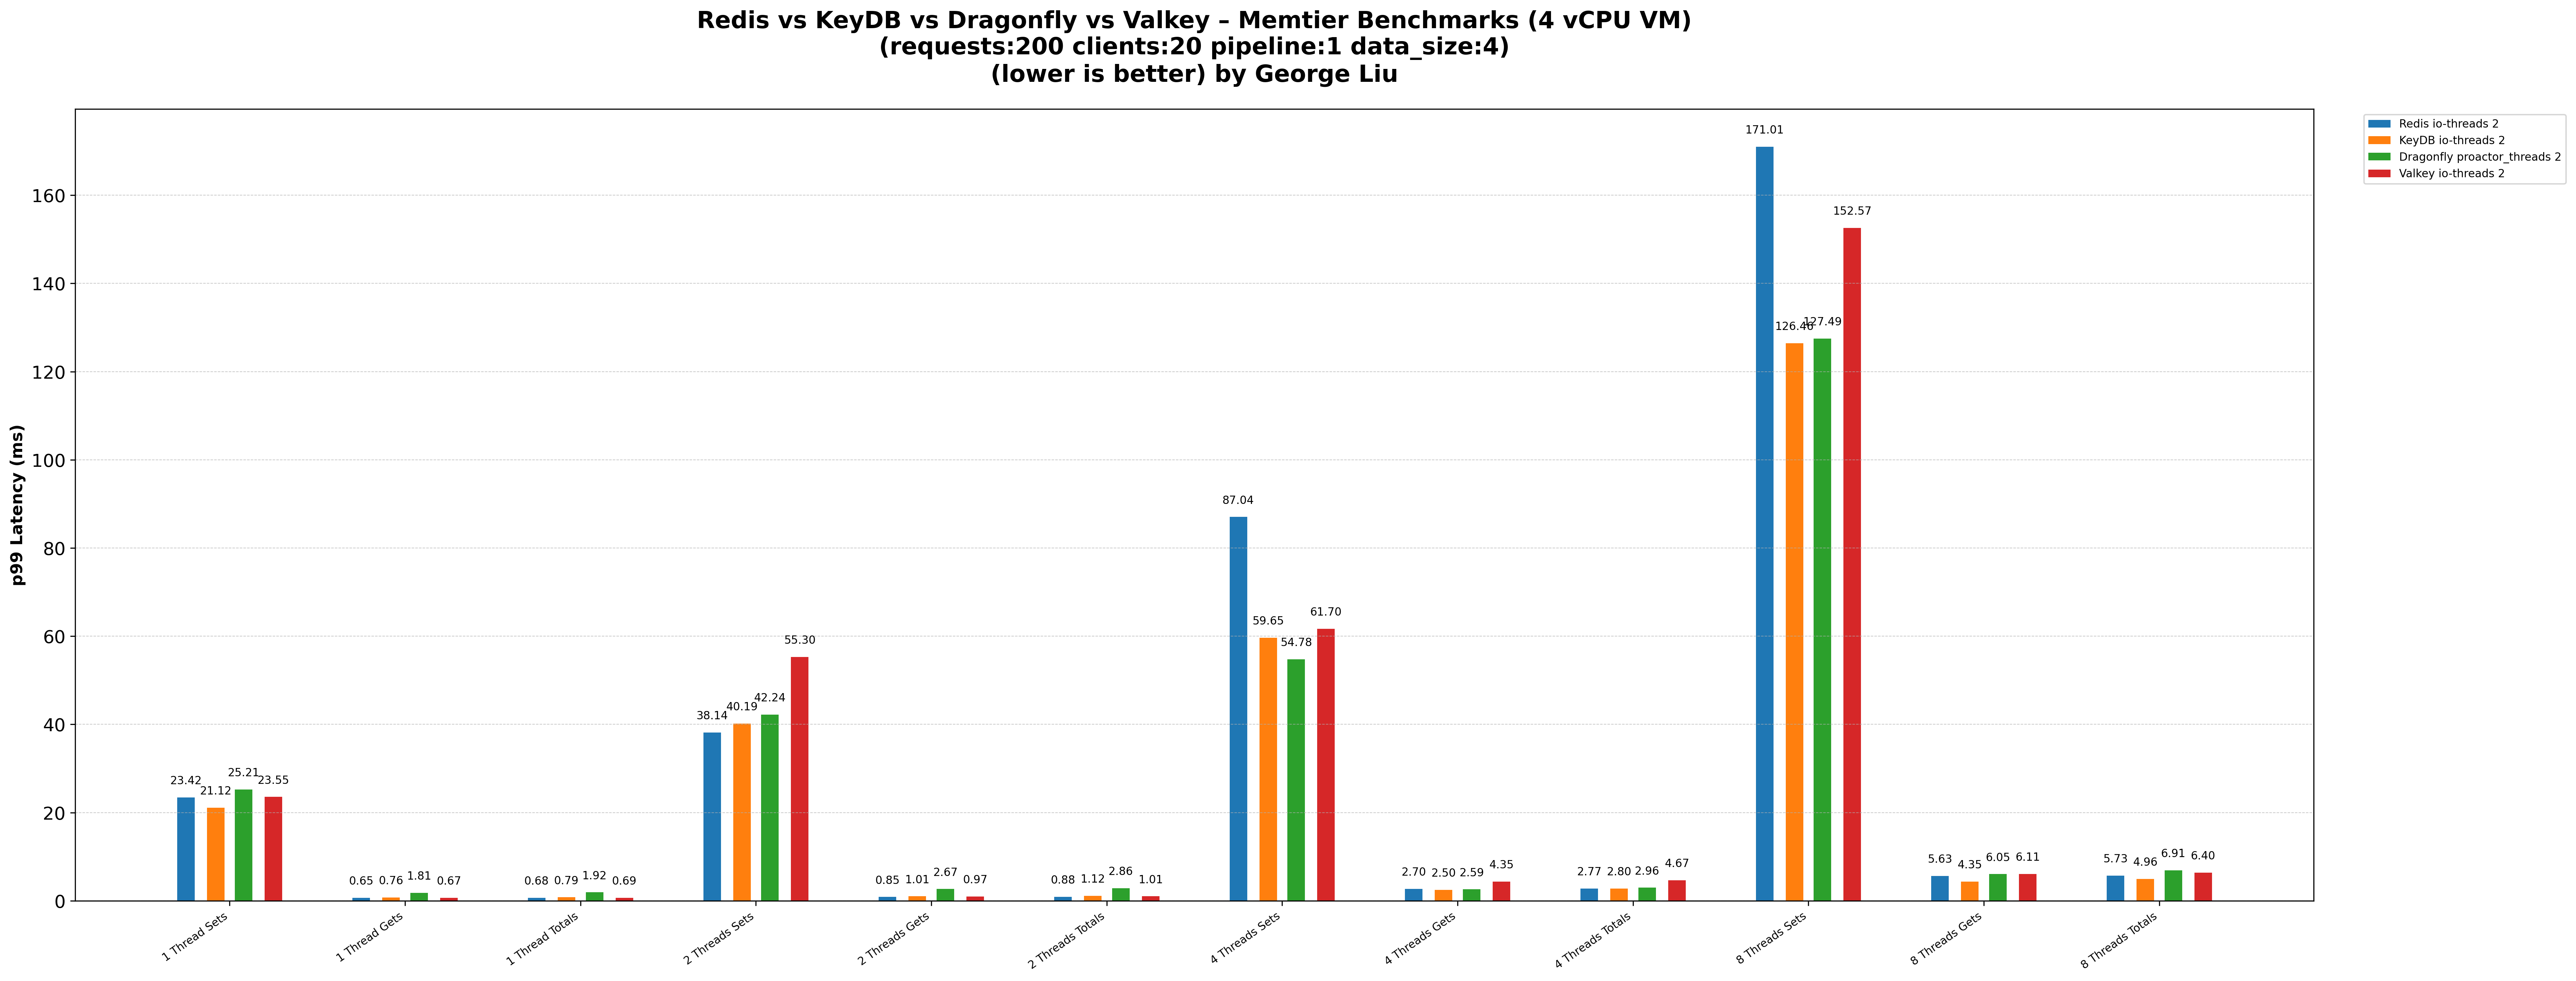 Redis vs KeyDB vs Dragonfly vs Valkey – Memtier Benchmarks (4 vCPU VM)
(requests:200 clients:20 pipeline:1 data_size:4)
(lower is better) by George Liu
Redis io-threads 2
KeyDB io-threads 2
Dragonfly proactor_threads 2
Valkey io-threads 2
p99 Latency (ms)
160
140
120
100
80
60
40
20
0
23.42
21.12
25.21
23.55
0.65
0.76
1.81
0.67
0.68
0.79
1.92
0.69
38.14
40.19
42.24
55.30
0.85
1.01
2.67
0.97
0.88
1.12
2.86
1.01
87.04
59.65
54.78
61.70
2.70
2.50
2.59
4.35
2.77
2.80
2.96
4.67
171.01
126.46
127.49
152.57
5.63
4.35
6.05
6.11
5.73
4.96
6.91
6.40
1 Thread Sets
1 Thread Gets
1 Thread Totals
2 Threads Sets
2 Threads Gets
2 Threads Totals
4 Threads Sets
4 Threads Gets
4 Threads Totals
8 Threads Sets
8 Threads Gets
8 Threads Totals